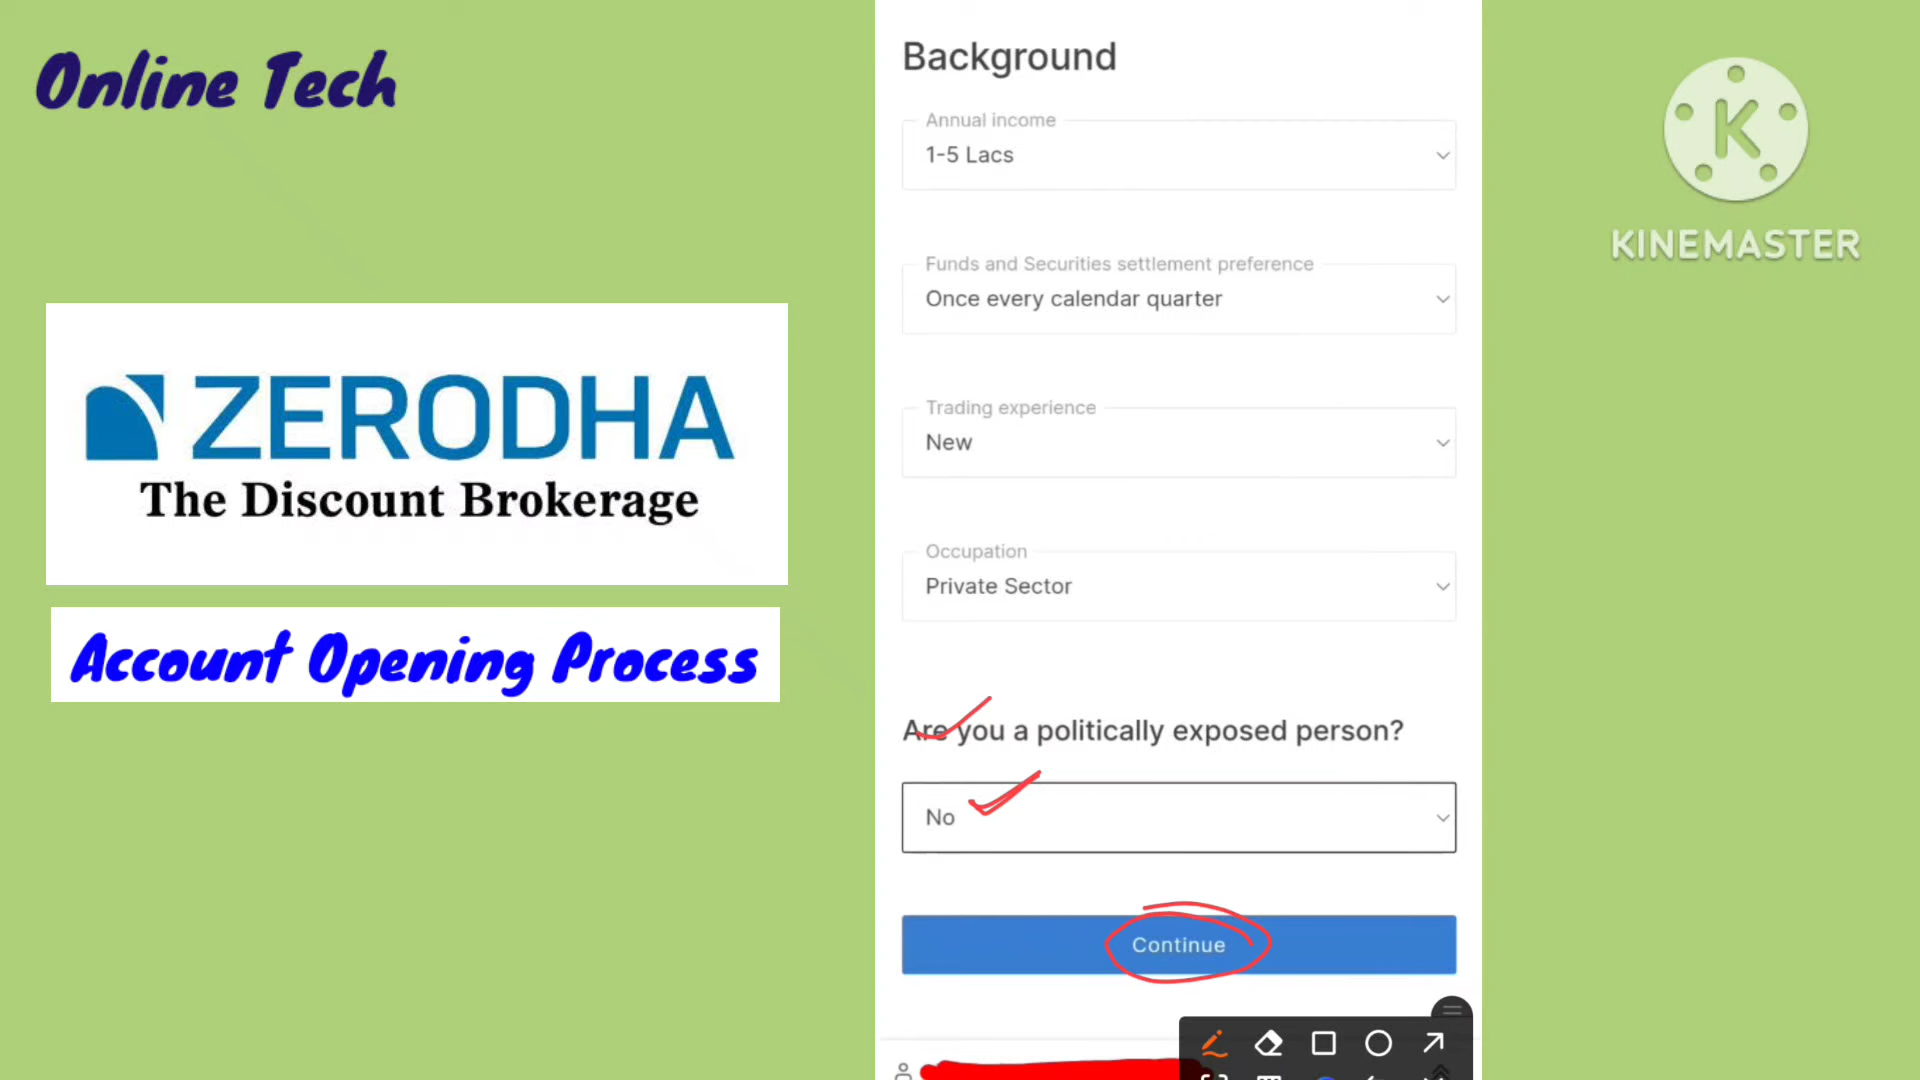 Online Tech
ZERODHA
The Discount Brokerage
Account Opening Process
Background
Annual income
1-5 Lacs
Funds and Securities settlement preference
Once every calendar quarter
Trading experience
New
Occupation
Private Sector
Are you a politically exposed person?
No
Continue
K
KINEMASTER